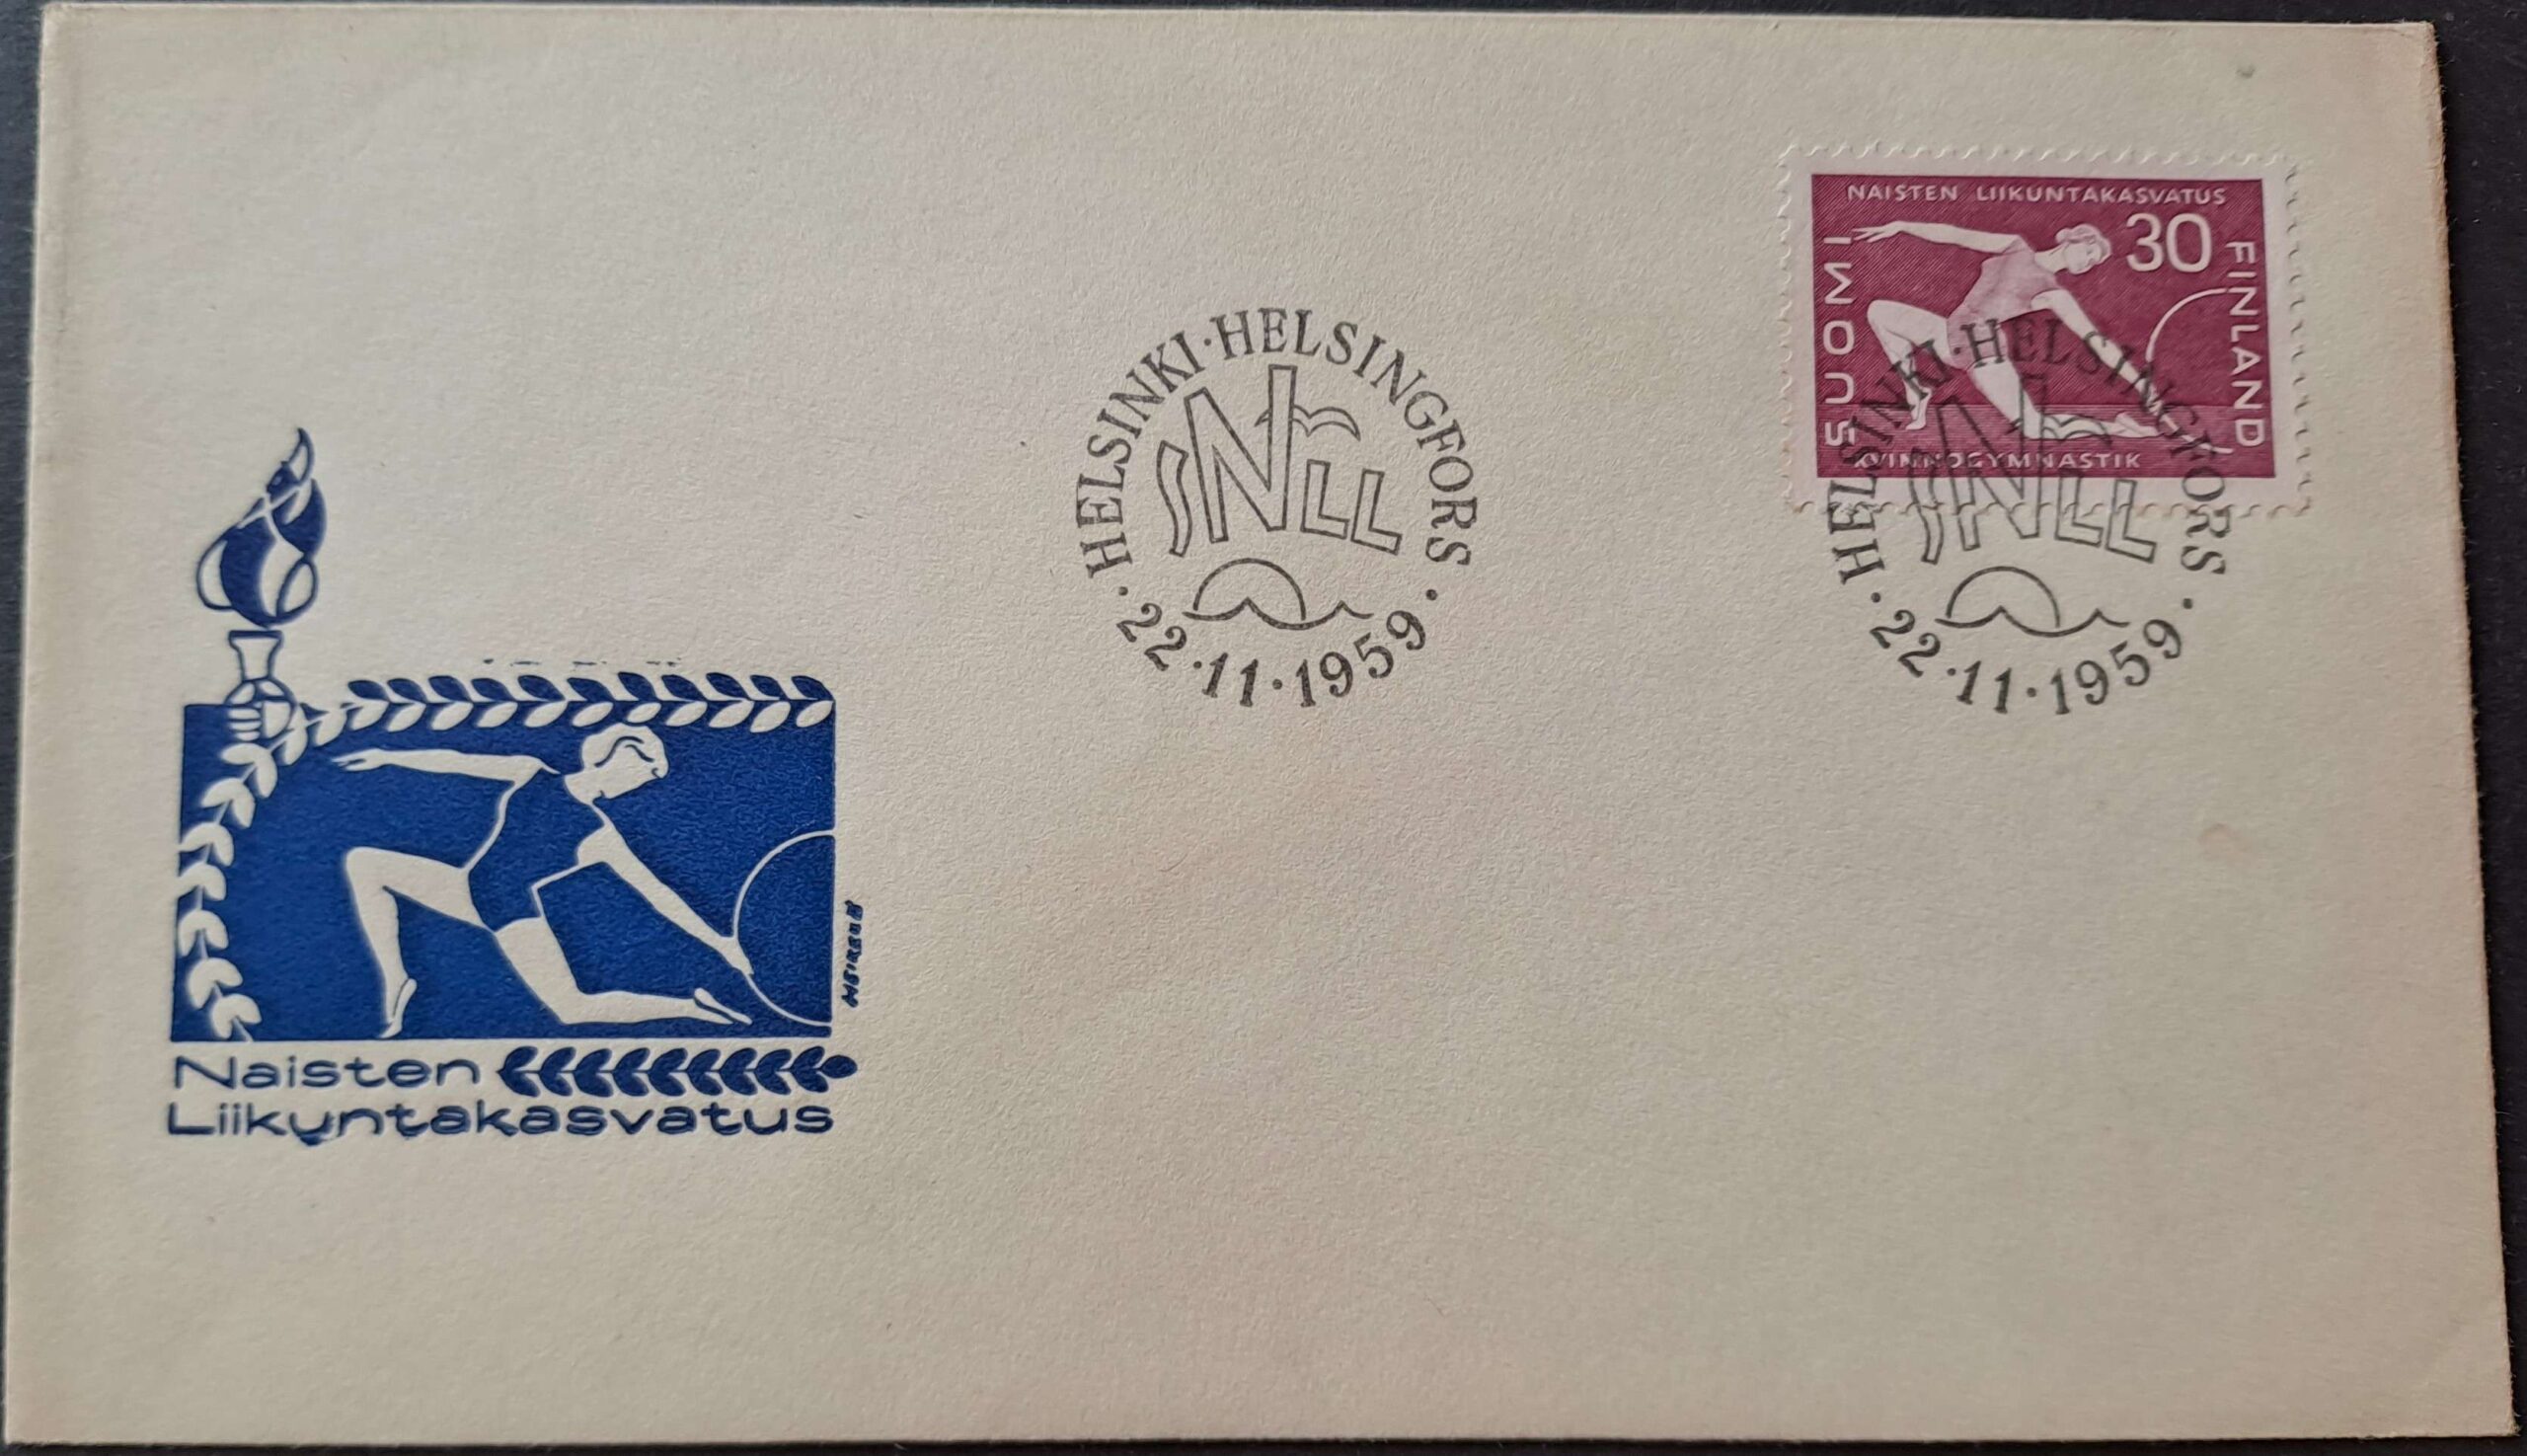 NAISTEN LIIKUNTAKASVATUS
30
SUOMI
FINLAND
KVINNOGYMNASTIK
HELSINKI·HELSINGFORS
SNLL
·22·11·1959·
HELSINKI·HELSINGFORS
SNLL
·22·11·1959·
Naisten
Liikuntakasvatus